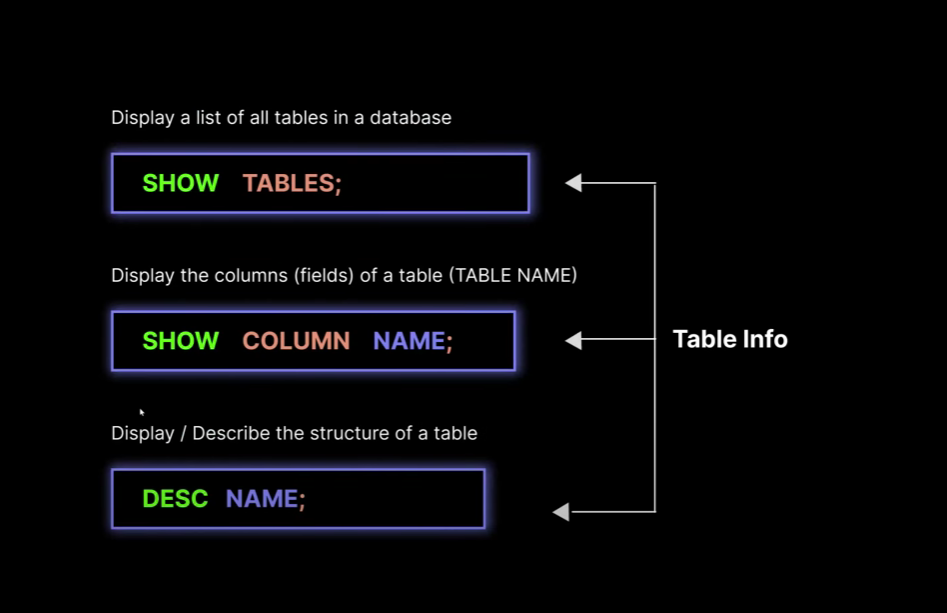 Display a list of all tables in a database
SHOW TABLES;
Display the columns (fields) of a table (TABLE NAME)
SHOW COLUMN NAME;
Table Info
Display / Describe the structure of a table
DESC NAME;